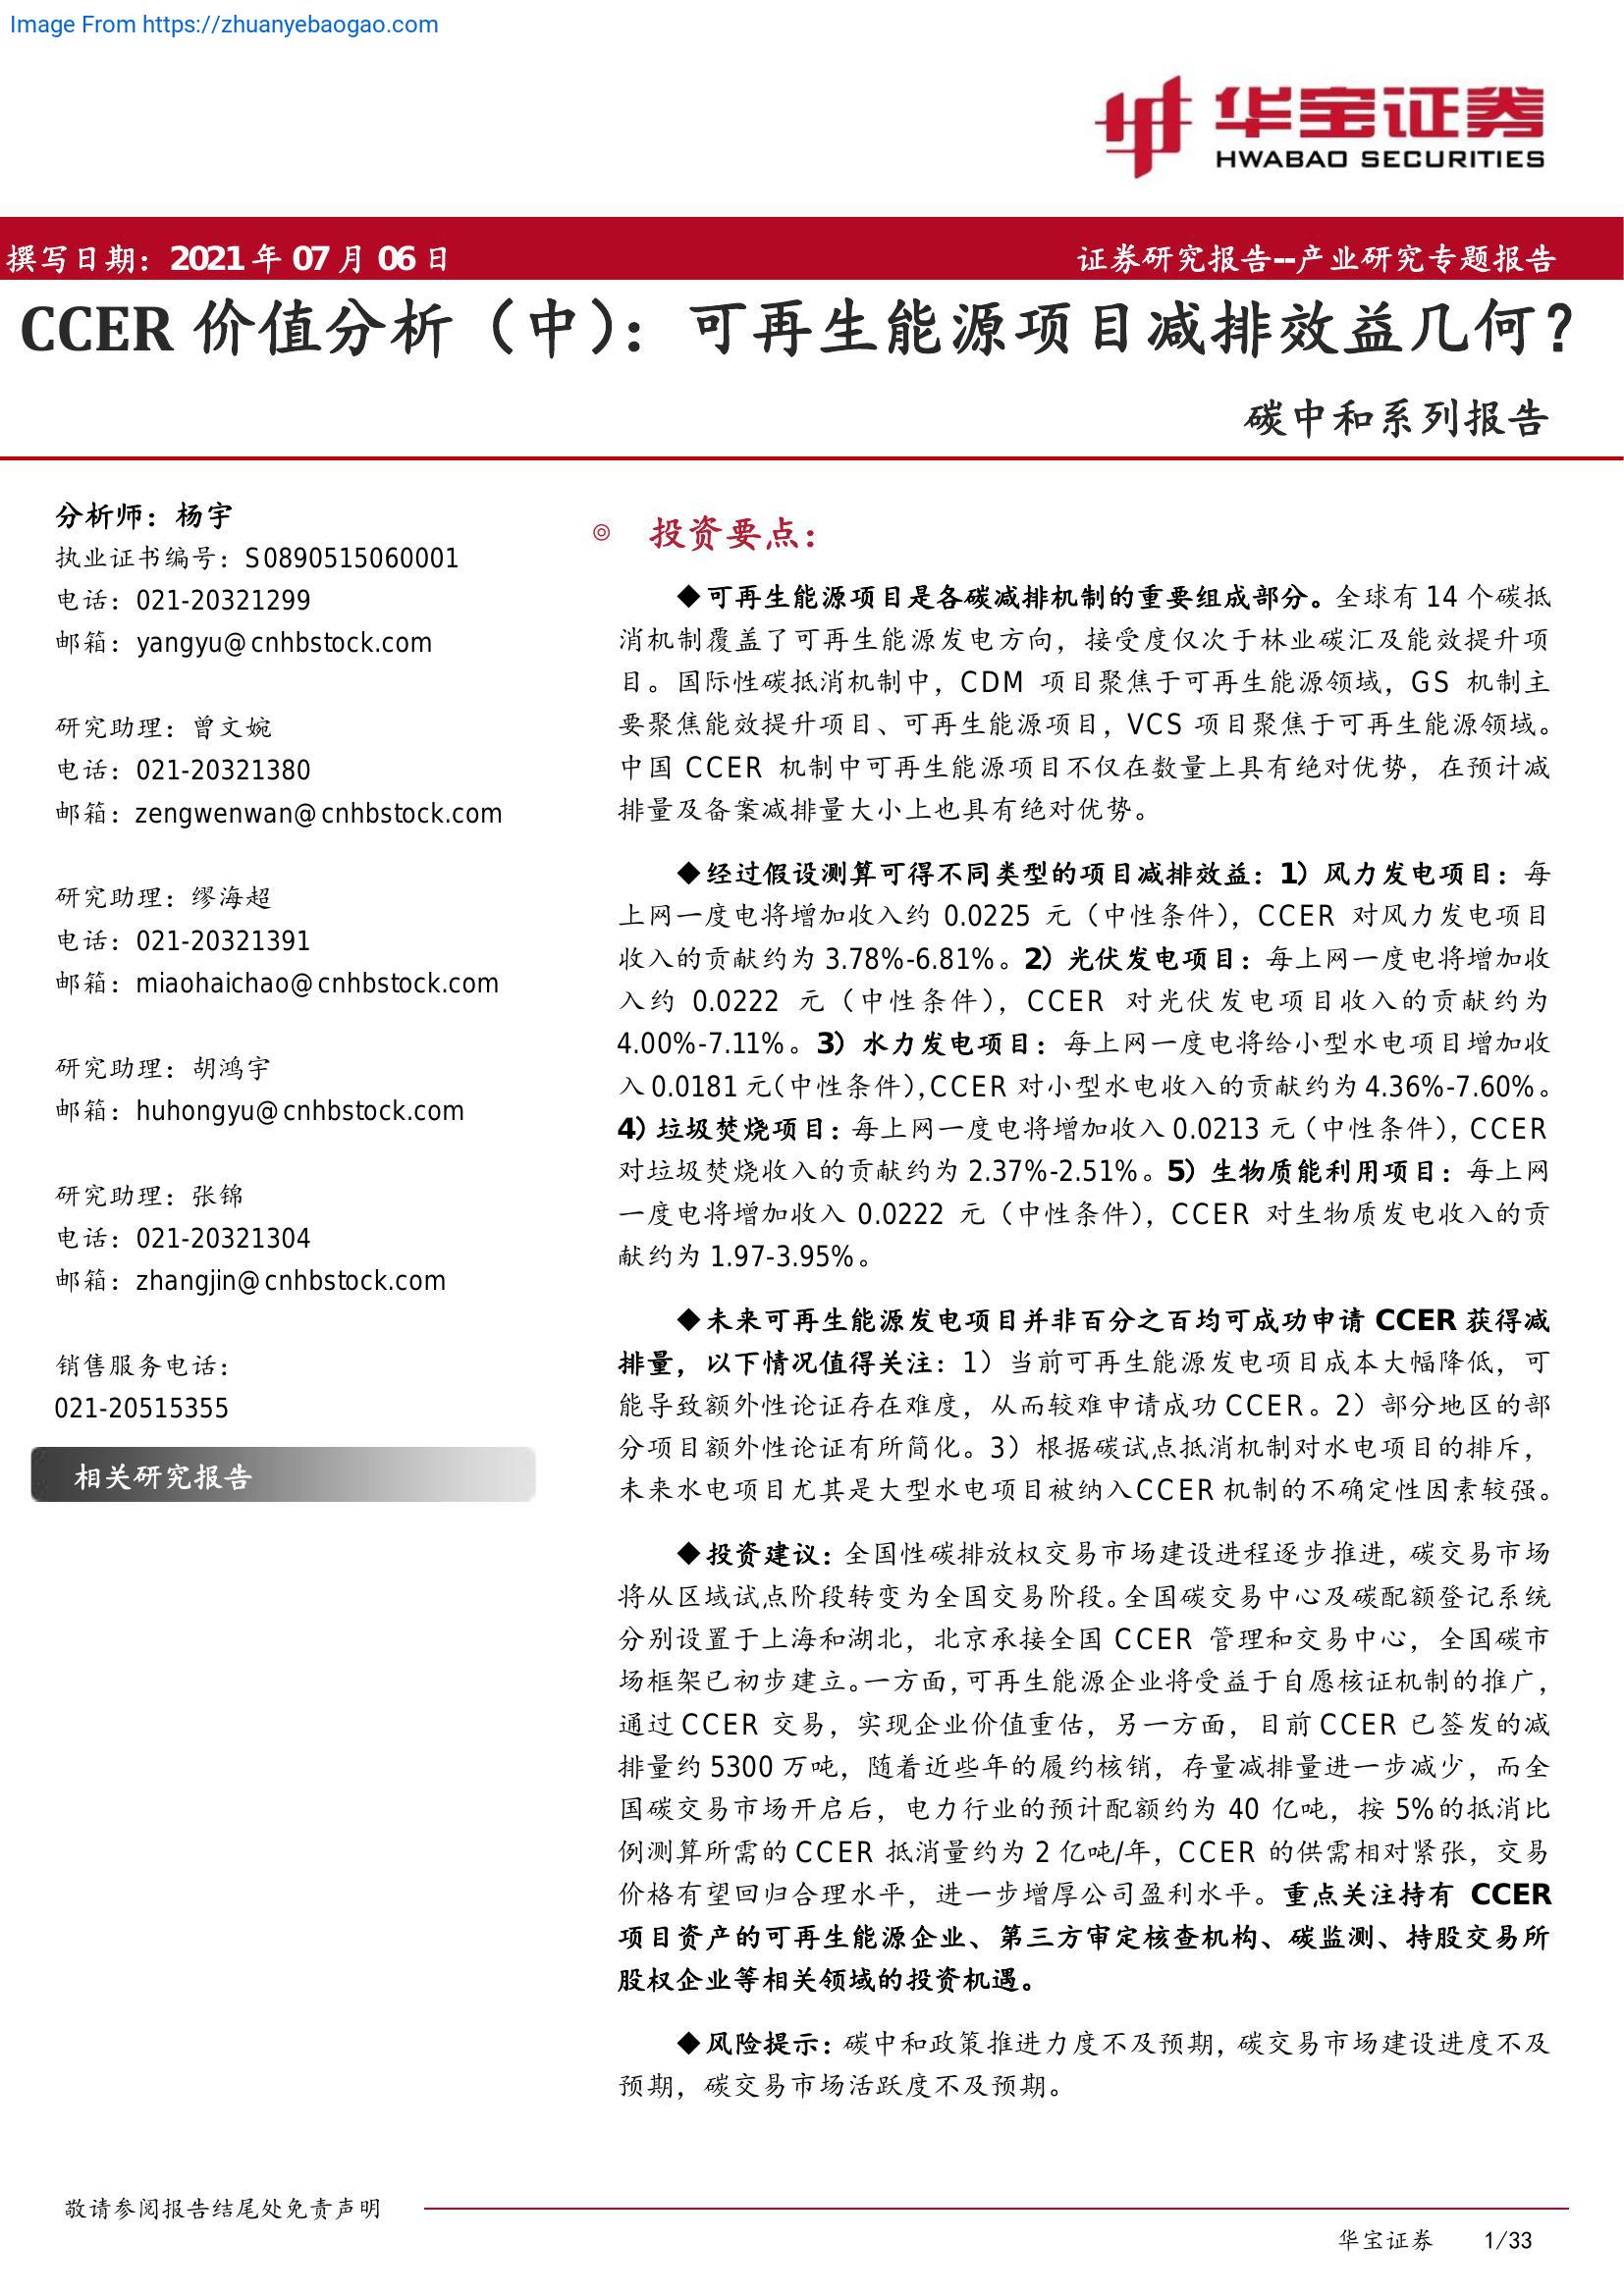 Image From https://zhuanyebaogao.com
华宝证券
HWABAO SECURITIES
撰写日期：2021 年 07 月 06 日
证券研究报告--产业研究专题报告
CCER 价值分析（中）：可再生能源项目减排效益几何？
碳中和系列报告
分析师：杨宇
执业证书编号：S0890515060001
电话：021-20321299
邮箱：yangyu@cnhbstock.com
研究助理：曾文婉
电话：021-20321380
邮箱：zengwenwan@cnhbstock.com
研究助理：缪海超
电话：021-20321391
邮箱：miaohaichao@cnhbstock.com
研究助理：胡鸿宇
邮箱：huhongyu@cnhbstock.com
研究助理：张锦
电话：021-20321304
邮箱：zhangjin@cnhbstock.com
销售服务电话：
021-20515355
相关研究报告
◎ 投资要点：
◆可再生能源项目是各碳减排机制的重要组成部分。全球有 14 个碳抵
消机制覆盖了可再生能源发电方向，接受度仅次于林业碳汇及能效提升项
目。国际性碳抵消机制中，CDM 项目聚焦于可再生能源领域，GS 机制主
要聚焦能效提升项目、可再生能源项目，VCS 项目聚焦于可再生能源领域。
中国 CCER 机制中可再生能源项目不仅在数量上具有绝对优势，在预计减
排量及备案减排量大小上也具有绝对优势。
◆经过假设测算可得不同类型的项目减排效益：1）风力发电项目：每
上网一度电将增加收入约 0.0225 元（中性条件），CCER 对风力发电项目
收入的贡献约为 3.78%-6.81%。2）光伏发电项目：每上网一度电将增加收
入约 0.0222 元（中性条件），CCER 对光伏发电项目收入的贡献约为
4.00%-7.11%。3）水力发电项目：每上网一度电将给小型水电项目增加收
入 0.0181 元（中性条件），CCER 对小型水电收入的贡献约为 4.36%-7.60%。
4）垃圾焚烧项目：每上网一度电将增加收入 0.0213 元（中性条件），CCER
对垃圾焚烧收入的贡献约为 2.37%-2.51%。5）生物质能利用项目：每上网
一度电将增加收入 0.0222 元（中性条件），CCER 对生物质发电收入的贡
献约为 1.97-3.95%。
◆未来可再生能源发电项目并非百分之百均可成功申请 CCER 获得减
排量，以下情况值得关注：1）当前可再生能源发电项目成本大幅降低，可
能导致额外性论证存在难度，从而较难申请成功 CCER。2）部分地区的部
分项目额外性论证有所简化。3）根据碳试点抵消机制对水电项目的排斥，
未来水电项目尤其是大型水电项目被纳入 CCER 机制的不确定性因素较强。
◆投资建议：全国性碳排放权交易市场建设进程逐步推进，碳交易市场
将从区域试点阶段转变为全国交易阶段。全国碳交易中心及碳配额登记系统
分别设置于上海和湖北，北京承接全国 CCER 管理和交易中心，全国碳市
场框架已初步建立。一方面，可再生能源企业将受益于自愿核证机制的推广，
通过 CCER 交易，实现企业价值重估，另一方面，目前 CCER 已签发的减
排量约 5300 万吨，随着近些年的履约核销，存量减排量进一步减少，而全
国碳交易市场开启后，电力行业的预计配额约为 40 亿吨，按 5%的抵消比
例测算所需的 CCER 抵消量约为 2 亿吨/年，CCER 的供需相对紧张，交易
价格有望回归合理水平，进一步增厚公司盈利水平。重点关注持有 CCER
项目资产的可再生能源企业、第三方审定核查机构、碳监测、持股交易所
股权企业等相关领域的投资机遇。
◆风险提示：碳中和政策推进力度不及预期，碳交易市场建设进度不及
预期，碳交易市场活跃度不及预期。
敬请参阅报告结尾处免责声明
华宝证券 1/33